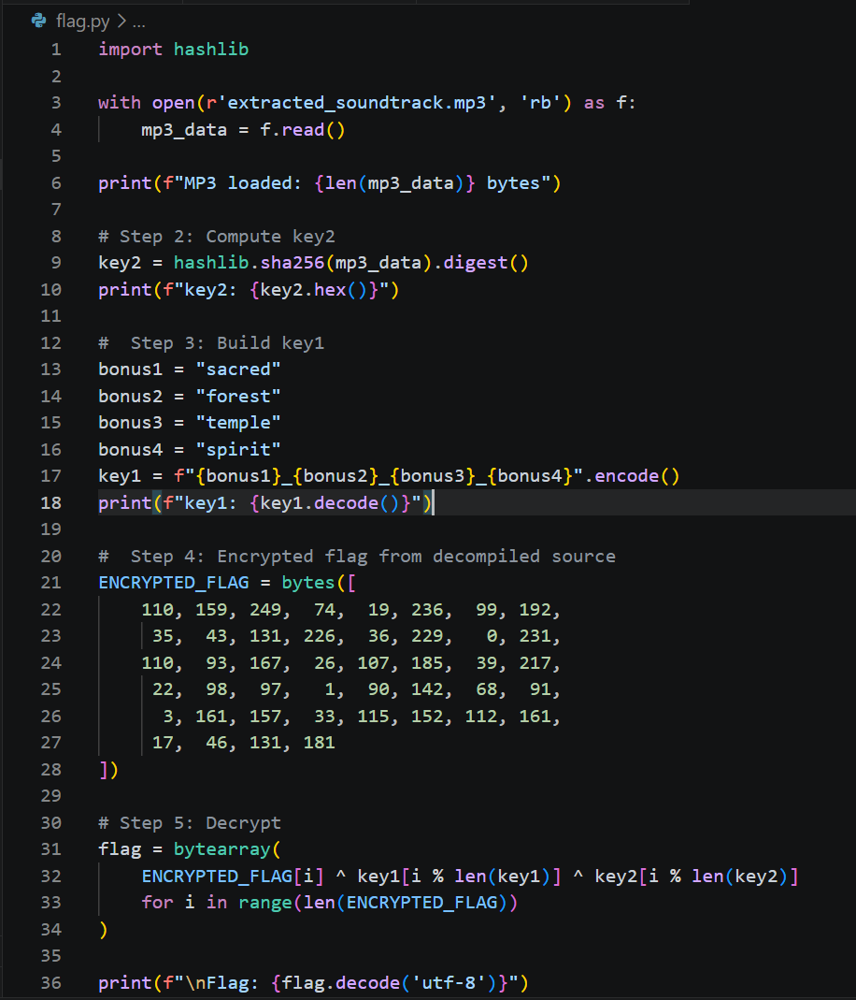 flag.py > ...
1 import hashlib
2
3 with open(r'extracted_soundtrack.mp3', 'rb') as f:
4     mp3_data = f.read()
5
6 print(f"MP3 loaded: {len(mp3_data)} bytes")
7
8 # Step 2: Compute key2
9 key2 = hashlib.sha256(mp3_data).digest()
10 print(f"key2: {key2.hex()}")
11
12 #  Step 3: Build key1
13 bonus1 = "sacred"
14 bonus2 = "forest"
15 bonus3 = "temple"
16 bonus4 = "spirit"
17 key1 = f"{bonus1}_{bonus2}_{bonus3}_{bonus4}".encode()
18 print(f"key1: {key1.decode()}")
19
20 #  Step 4: Encrypted flag from decompiled source
21 ENCRYPTED_FLAG = bytes([
22     110, 159, 249,  74,  19, 236,  99, 192,
23      35,  43, 131, 226,  36, 229,   0, 231,
24     110,  93, 167,  26, 107, 185,  39, 217,
25      22,  98,  97,   1,  90, 142,  68,  91,
26       3, 161, 157,  33, 115, 152, 112, 161,
27      17,  46, 131, 181
28 ])
29
30 # Step 5: Decrypt
31 flag = bytearray(
32     ENCRYPTED_FLAG[i] ^ key1[i % len(key1)] ^ key2[i % len(key2)]
33     for i in range(len(ENCRYPTED_FLAG))
34 )
35
36 print(f"\nFlag: {flag.decode('utf-8')}")